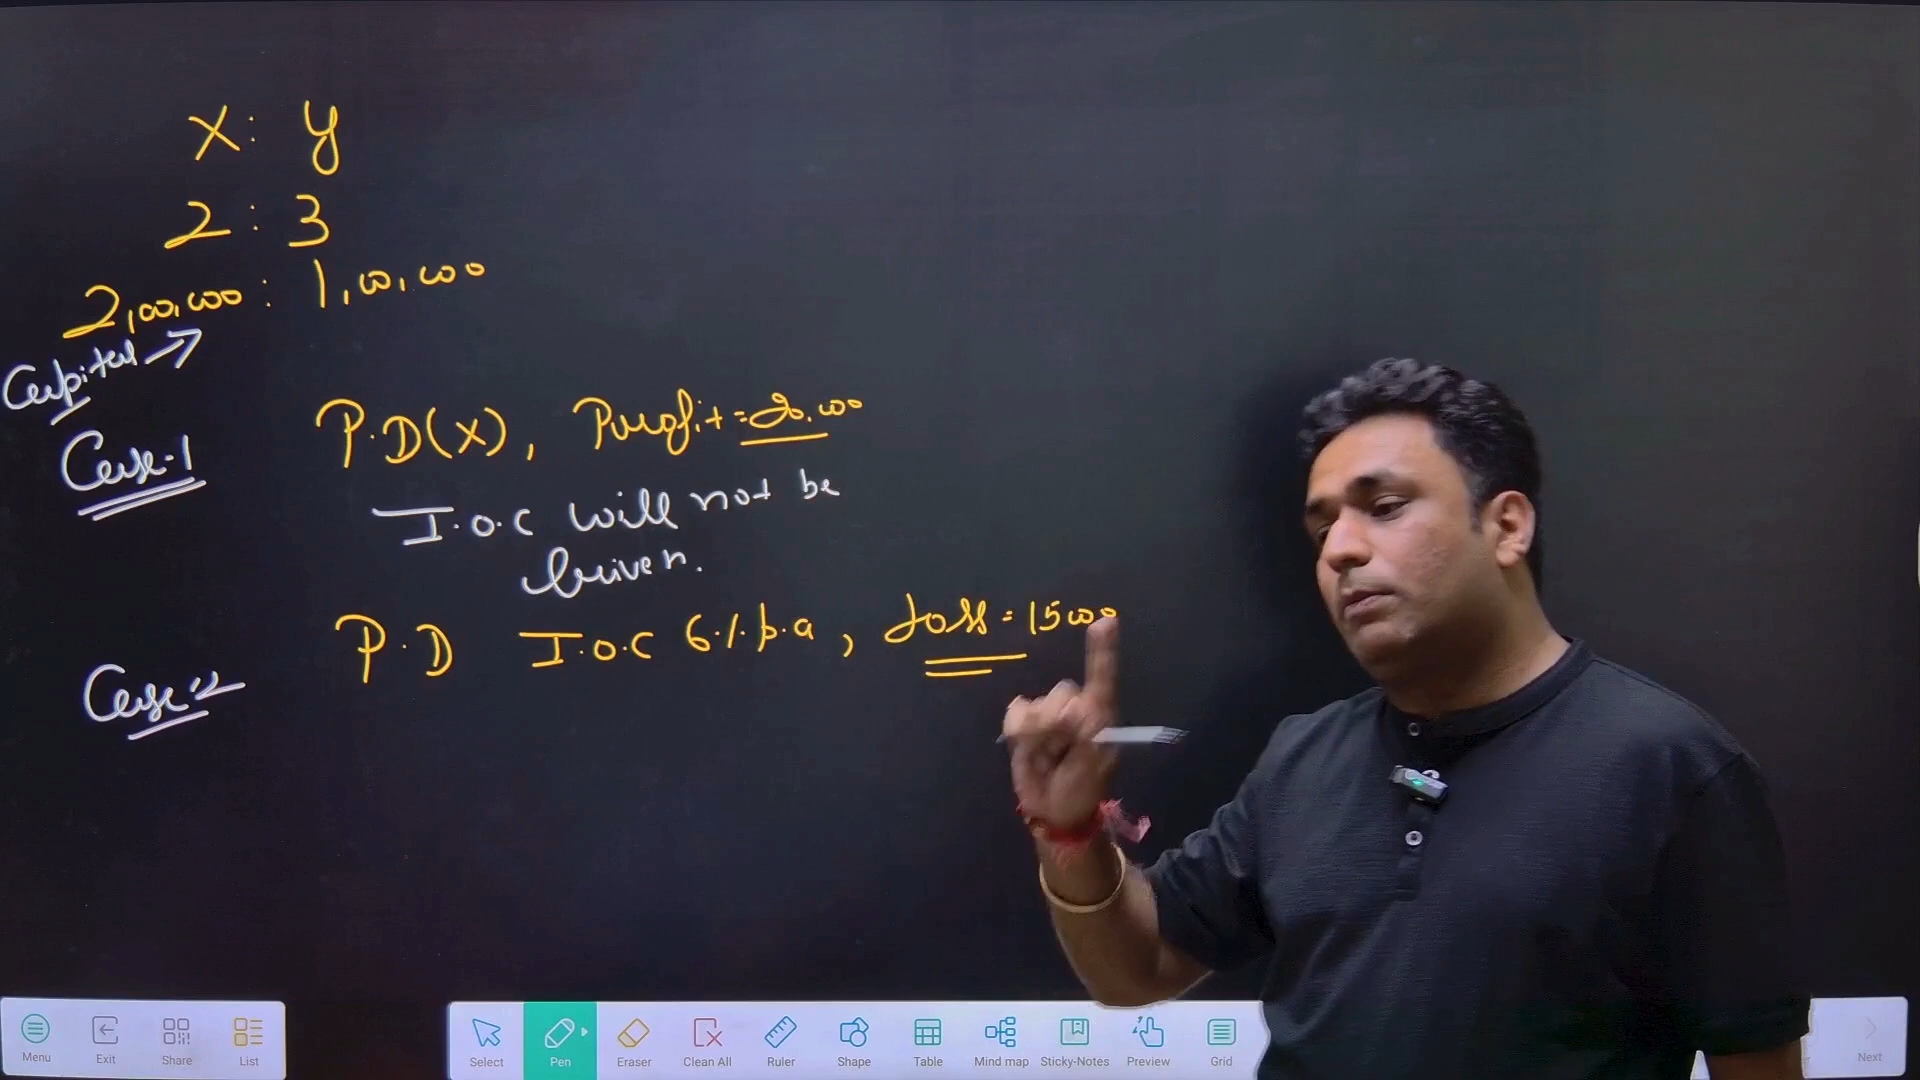 X : Y
2 : 3
2,00,000 : 1,00,000
Capital →
Case-1 P.D(X), Profit = 20,000
I.O.C will not be
Given.
Case-2 P.D I.O.C 6% p.a, Loss = 15000
Menu Exit Share List Select Pen Eraser Clean All Ruler Shape Table Mind map Sticky-Notes Preview Grid Next